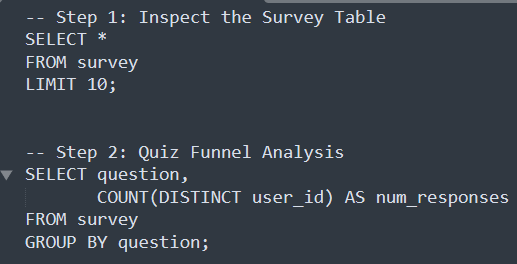 -- Step 1: Inspect the Survey Table
SELECT *
FROM survey
LIMIT 10;
-- Step 2: Quiz Funnel Analysis
SELECT question,
COUNT(DISTINCT user_id) AS num_responses
FROM survey
GROUP BY question;